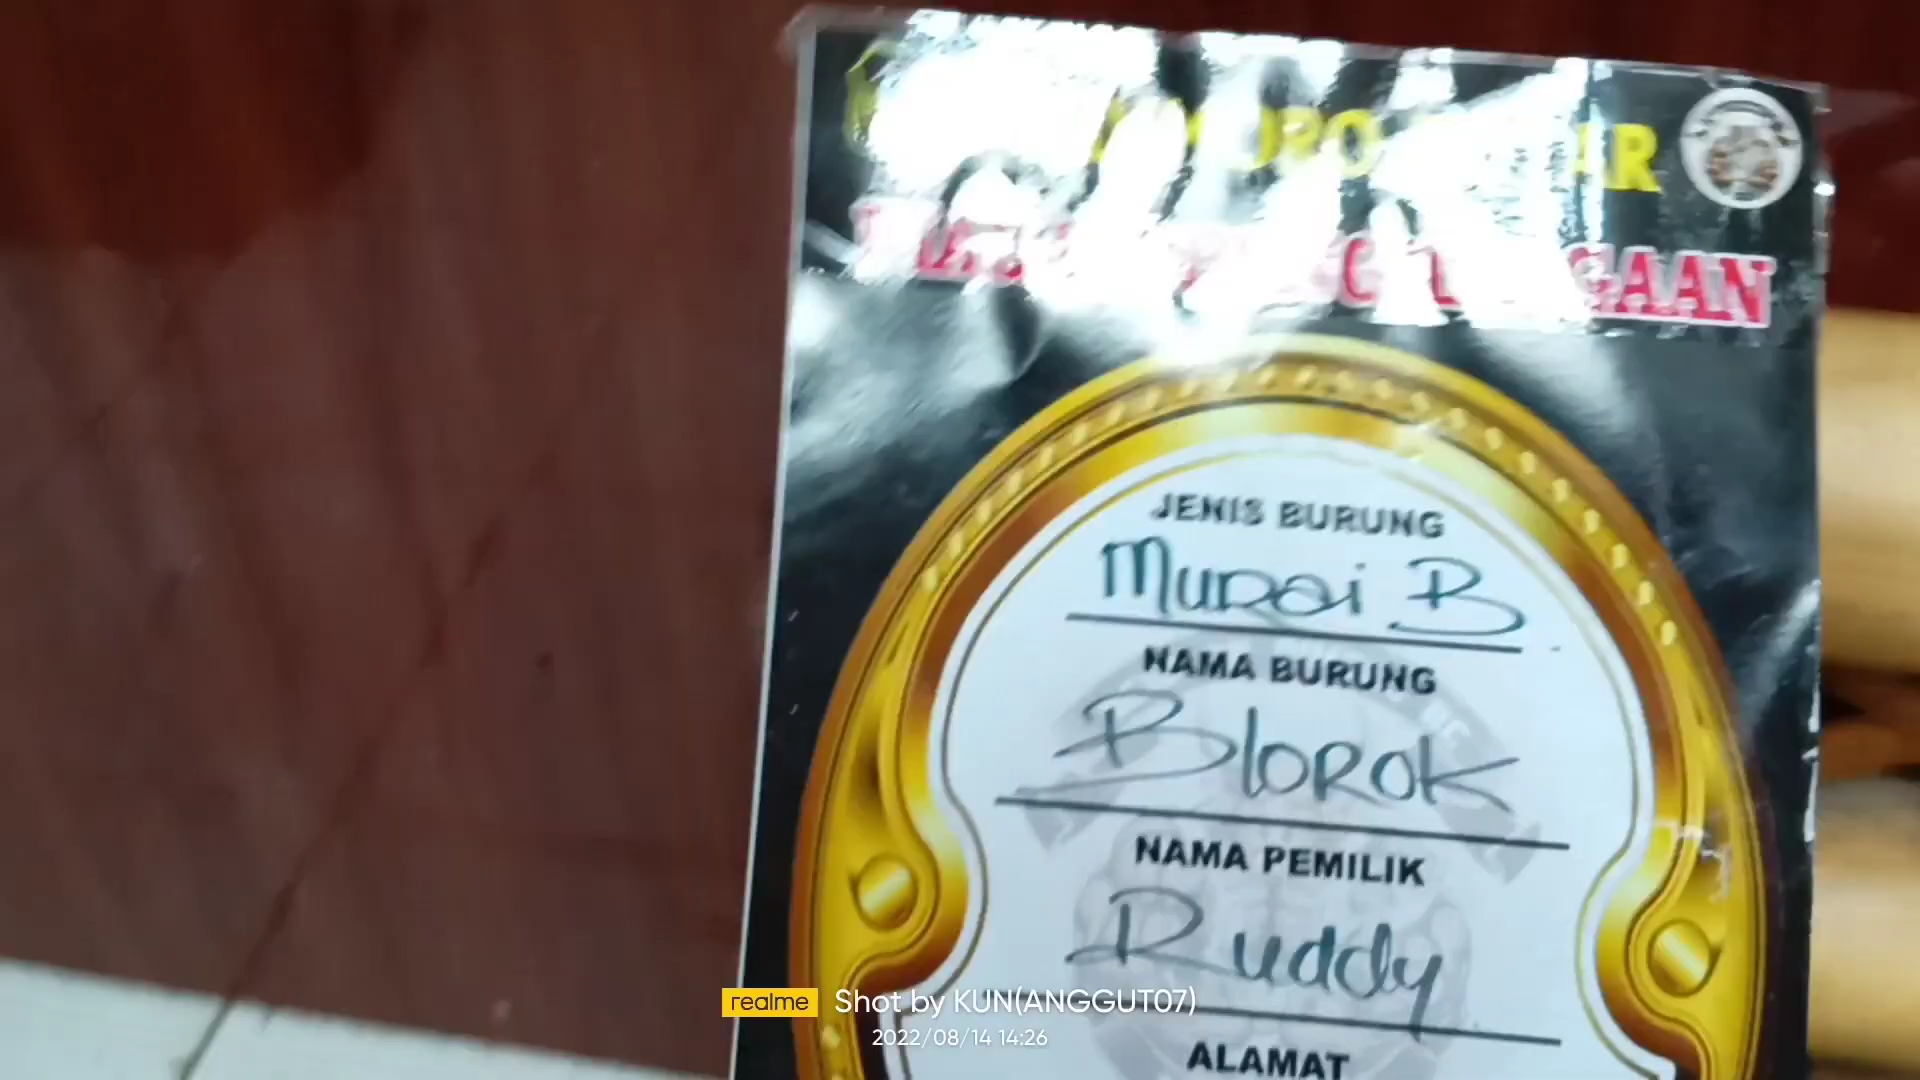 JENIS BURUNG
Murai B
NAMA BURUNG
Blorok
NAMA PEMILIK
Ruddy
ALAMAT
realme Shot by KUN(ANGGUT07)
2022/08/14 14:26